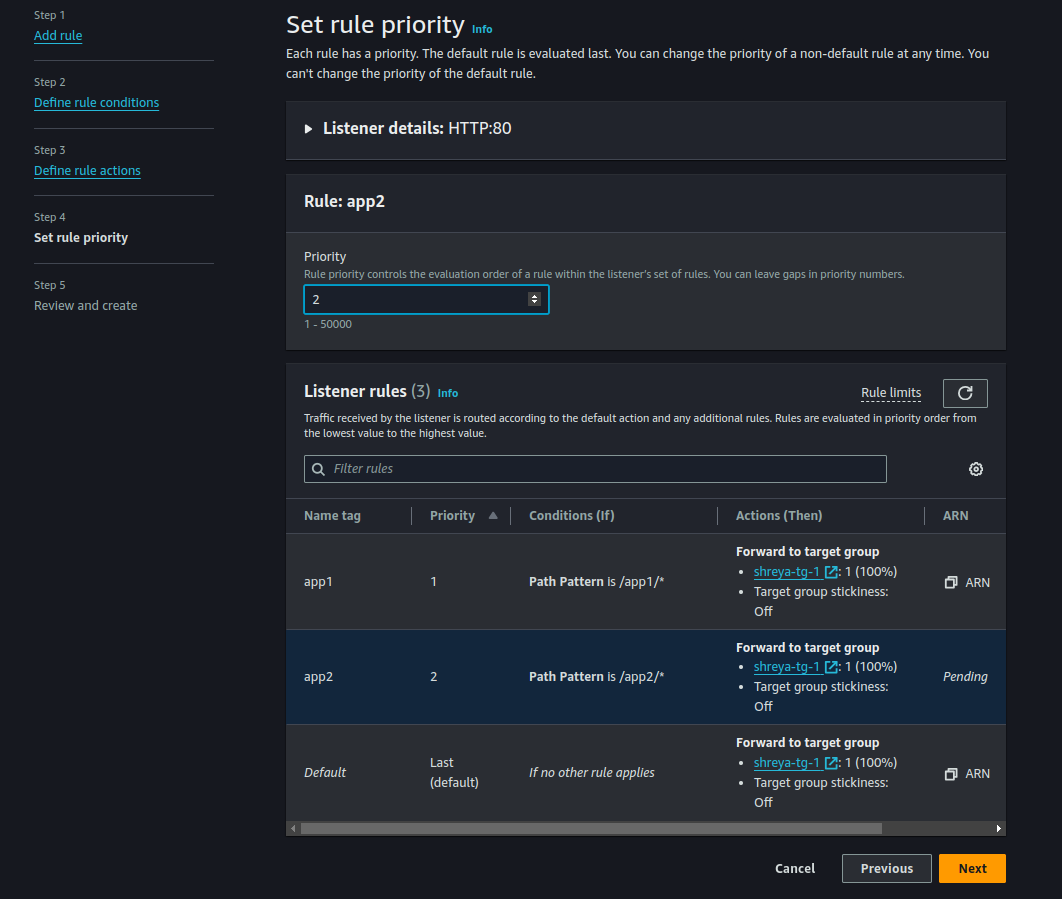 Step 1
Add rule
Step 2
Define rule conditions
Step 3
Define rule actions
Step 4
Set rule priority
Step 5
Review and create
Set rule priority Info
Each rule has a priority. The default rule is evaluated last. You can change the priority of a non-default rule at any time. You
can't change the priority of the default rule.
Listener details: HTTP:80
Rule: app2
Priority
Rule priority controls the evaluation order of a rule within the listener's set of rules. You can leave gaps in priority numbers.
2
1 - 50000
Listener rules (3) Info
Rule limits
Traffic received by the listener is routed according to the default action and any additional rules. Rules are evaluated in priority order from
the lowest value to the highest value.
Filter rules
Name tag Priority Conditions (If) Actions (Then) ARN
app1 1 Path Pattern is /app1/*
Forward to target group
• shreya-tg-1 : 1 (100%)
• Target group stickiness:
Off
ARN
app2 2 Path Pattern is /app2/*
Forward to target group
• shreya-tg-1 : 1 (100%)
• Target group stickiness:
Off
Pending
Default
Last
(default)
If no other rule applies
Forward to target group
• shreya-tg-1 : 1 (100%)
• Target group stickiness:
Off
ARN
Cancel Previous Next